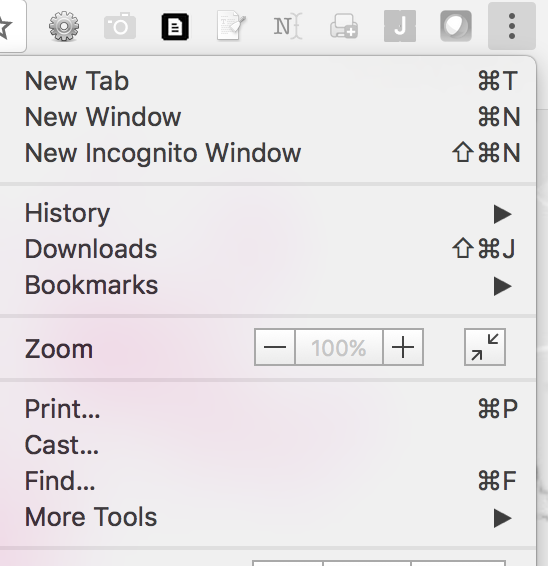 N J
New Tab ⌘T
New Window ⌘N
New Incognito Window ⇧⌘N
History ▶
Downloads ⇧⌘J
Bookmarks ▶
Zoom − 100% +
Print... ⌘P
Cast...
Find... ⌘F
More Tools ▶